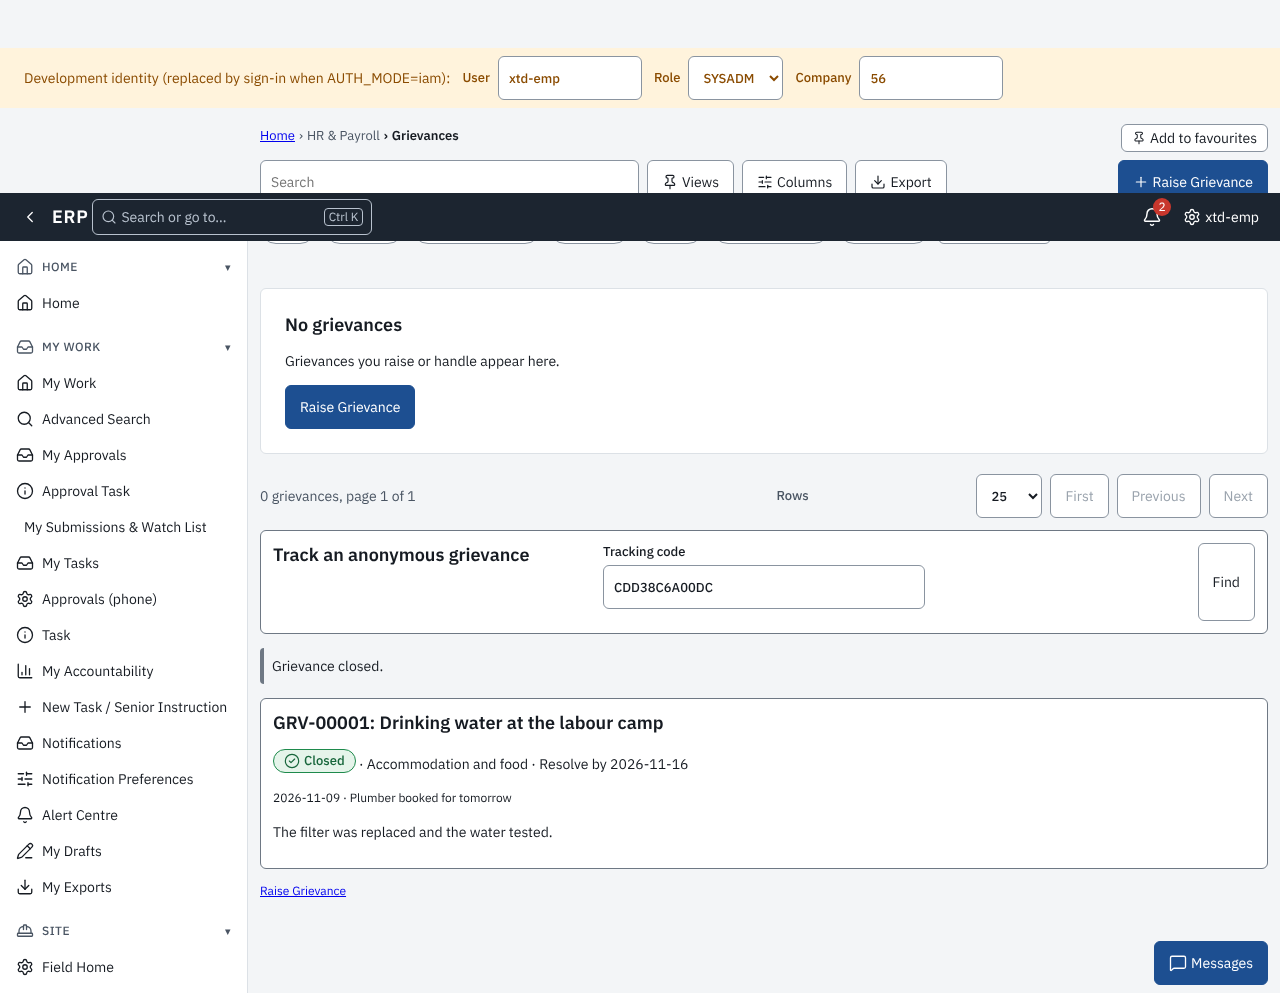 Development identity (replaced by sign-in when AUTH_MODE=iam): User xtd-emp Role SYSADM Company 56
Home › HR & Payroll › Grievances
Add to favourites
Search Views Columns Export + Raise Grievance
ERP Search or go to... Ctrl K 2 xtd-emp
HOME
Home
MY WORK
My Work
Advanced Search
My Approvals
Approval Task
My Submissions & Watch List
My Tasks
Approvals (phone)
Task
My Accountability
New Task / Senior Instruction
Notifications
Notification Preferences
Alert Centre
My Drafts
My Exports
SITE
Field Home
No grievances
Grievances you raise or handle appear here.
Raise Grievance
0 grievances, page 1 of 1 Rows 25 First Previous Next
Track an anonymous grievance
Tracking code
CDD38C6A00DC
Find
Grievance closed.
GRV-00001: Drinking water at the labour camp
Closed · Accommodation and food · Resolve by 2026-11-16
2026-11-09 · Plumber booked for tomorrow
The filter was replaced and the water tested.
Raise Grievance
Messages